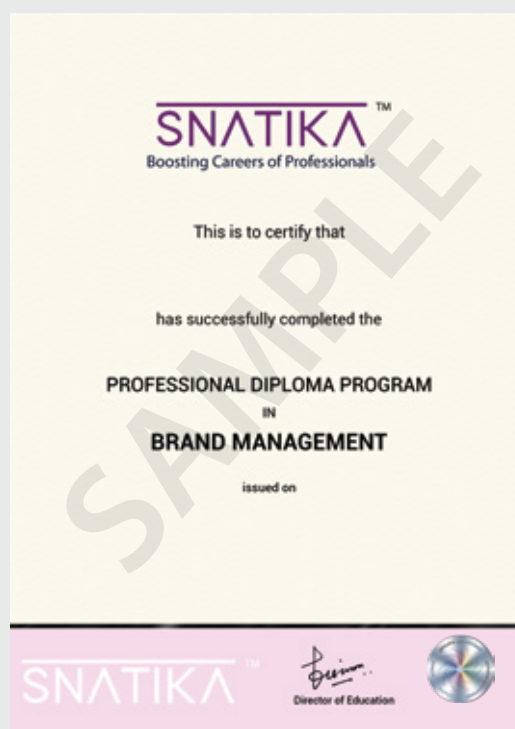 SNATIKA™
Boosting Careers of Professionals
This is to certify that
has successfully completed the
PROFESSIONAL DIPLOMA PROGRAM
IN
BRAND MANAGEMENT
issued on
SAMPLE
SNATIKA™
Director of Education